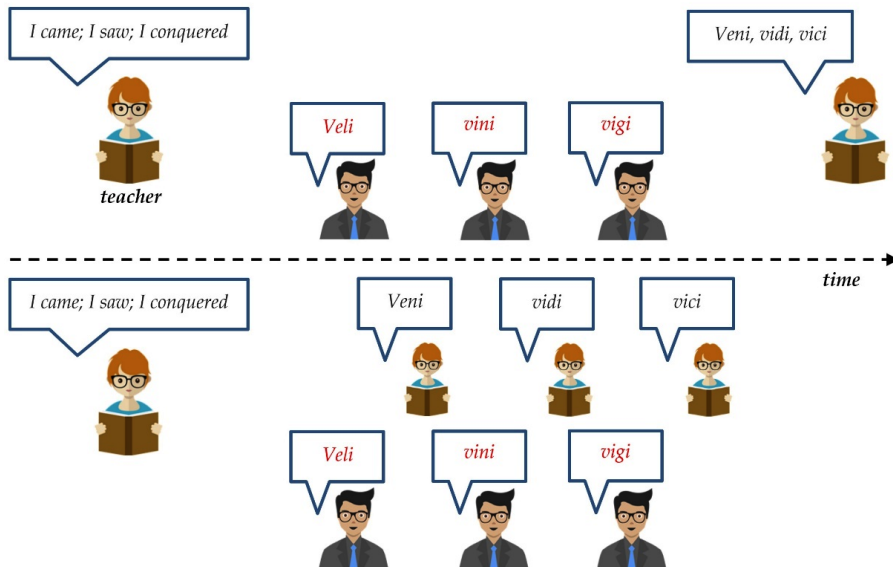 I came; I saw; I conquered
Veni, vidi, vici
Veli
vini
vigi
teacher
time
I came; I saw; I conquered
Veni
vidi
vici
Veli
vini
vigi